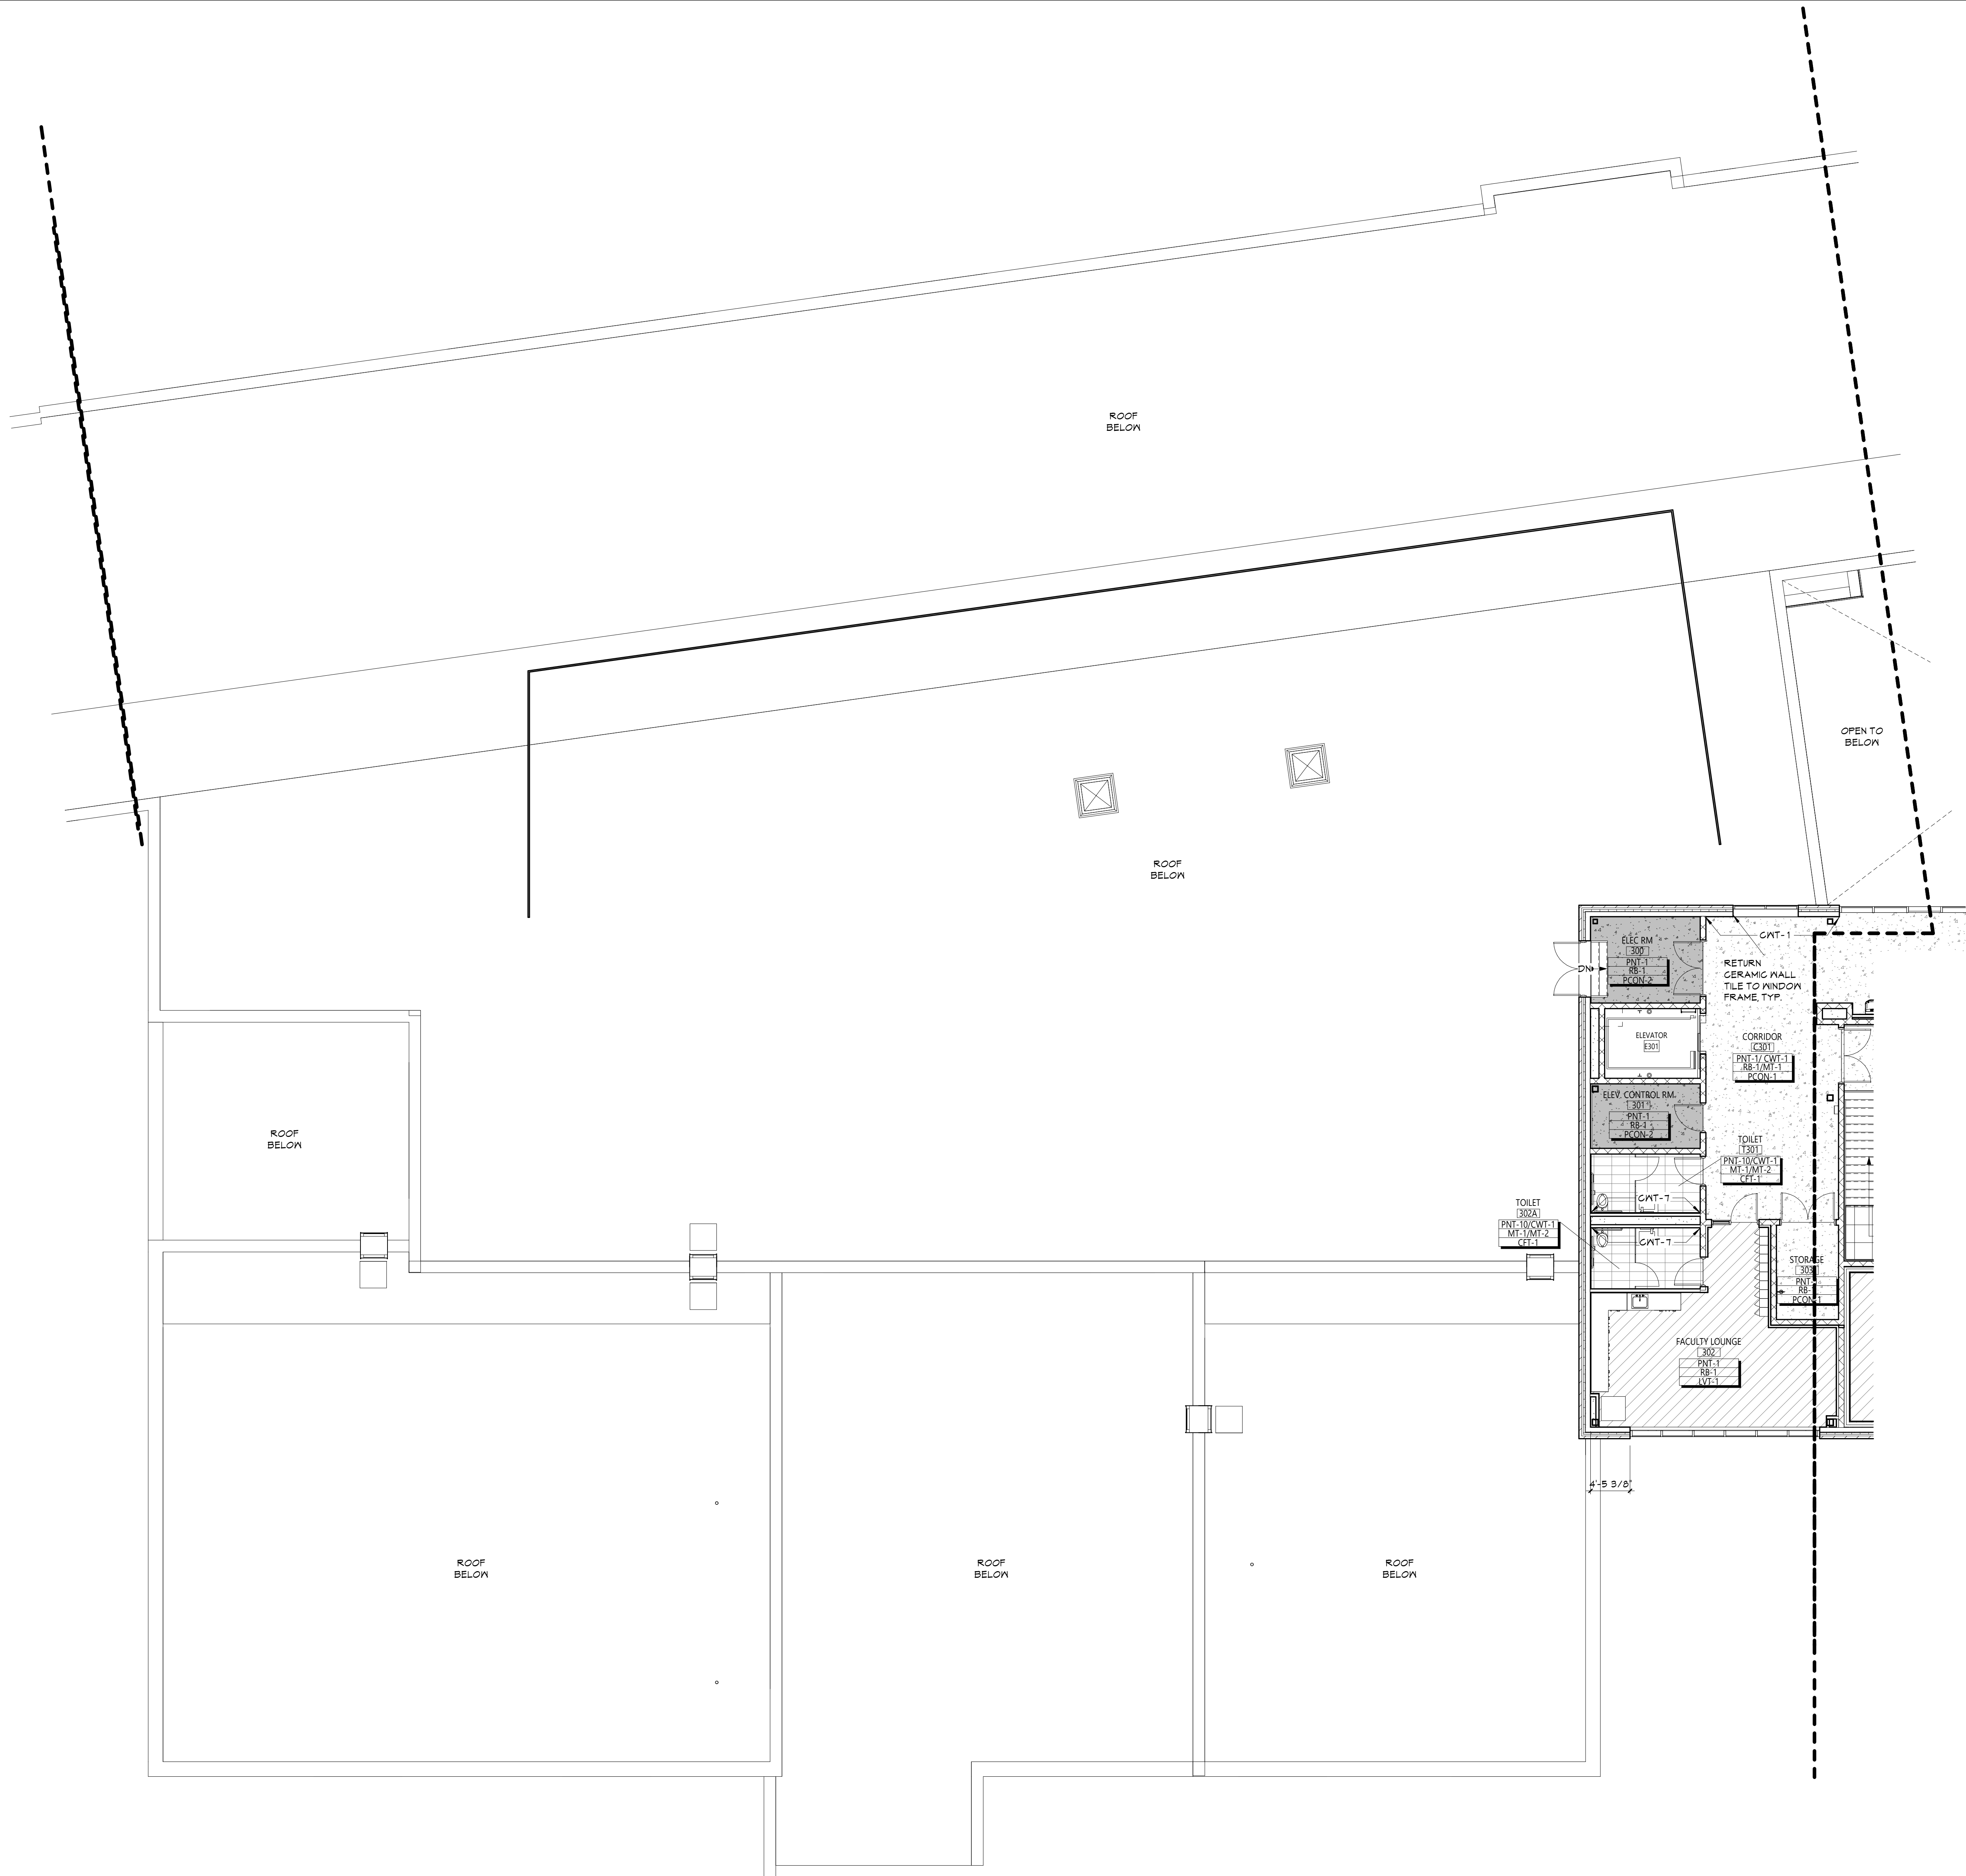 ROOF
BELOW
OPEN TO
BELOW
ROOF
BELOW
CWT-1
ELEC RM
300
PNT-1
RB-1
PCON-2
DN
RETURN
CERAMIC WALL
TILE TO WINDOW
FRAME, TYP.
ELEVATOR
E301
CORRIDOR
C301
PNT-1/ CWT-1
RB-1/MT-1
PCON-1
ELEV. CONTROL RM.
301
PNT-1
RB-1
PCON-2
ROOF
BELOW
TOILET
T301
PNT-10/CWT-1
MT-1/MT-2
CFT-1
CWT-7
TOILET
302A
PNT-10/CWT-1
MT-1/MT-2
CFT-1
CWT-7
STORAGE
303
PNT-
RB-
PCON-1
FACULTY LOUNGE
302
PNT-1
RB-1
LVT-1
4'-5 3/8"
ROOF
BELOW
ROOF
BELOW
ROOF
BELOW